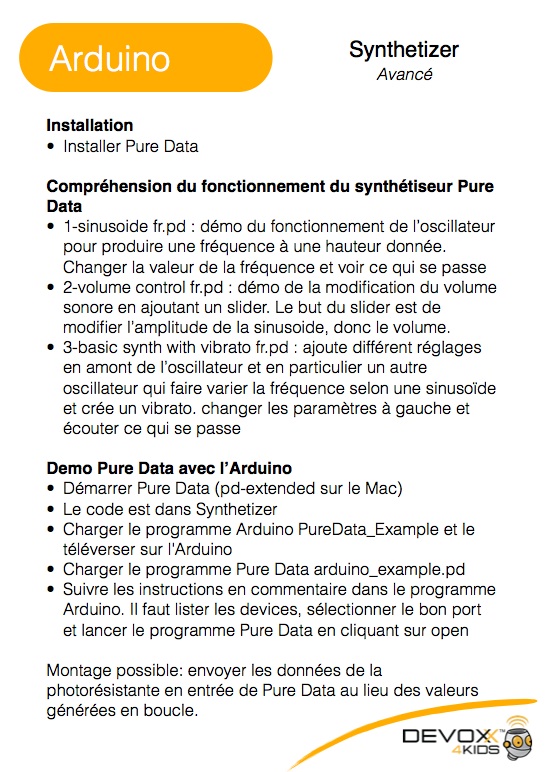 Arduino
Synthetizer
Avancé
Installation
• Installer Pure Data
Compréhension du fonctionnement du synthétiseur Pure
Data
• 1-sinusoide fr.pd : démo du fonctionnement de l'oscillateur
pour produire une fréquence à une hauteur donnée.
Changer la valeur de la fréquence et voir ce qui se passe
• 2-volume control fr.pd : démo de la modification du volume
sonore en ajoutant un slider. Le but du slider est de
modifier l'amplitude de la sinusoide, donc le volume.
• 3-basic synth with vibrato fr.pd : ajoute différent réglages
en amont de l'oscillateur et en particulier un autre
oscillateur qui faire varier la fréquence selon une sinusoïde
et crée un vibrato. changer les paramètres à gauche et
écouter ce qui se passe
Demo Pure Data avec l'Arduino
• Démarrer Pure Data (pd-extended sur le Mac)
• Le code est dans Synthetizer
• Charger le programme Arduino PureData_Example et le
téléverser sur l'Arduino
• Charger le programme Pure Data arduino_example.pd
• Suivre les instructions en commentaire dans le programme
Arduino. Il faut lister les devices, sélectionner le bon port
et lancer le programme Pure Data en cliquant sur open
Montage possible: envoyer les données de la
photorésistante en entrée de Pure Data au lieu des valeurs
générées en boucle.
DEVOXX™
4KIDS